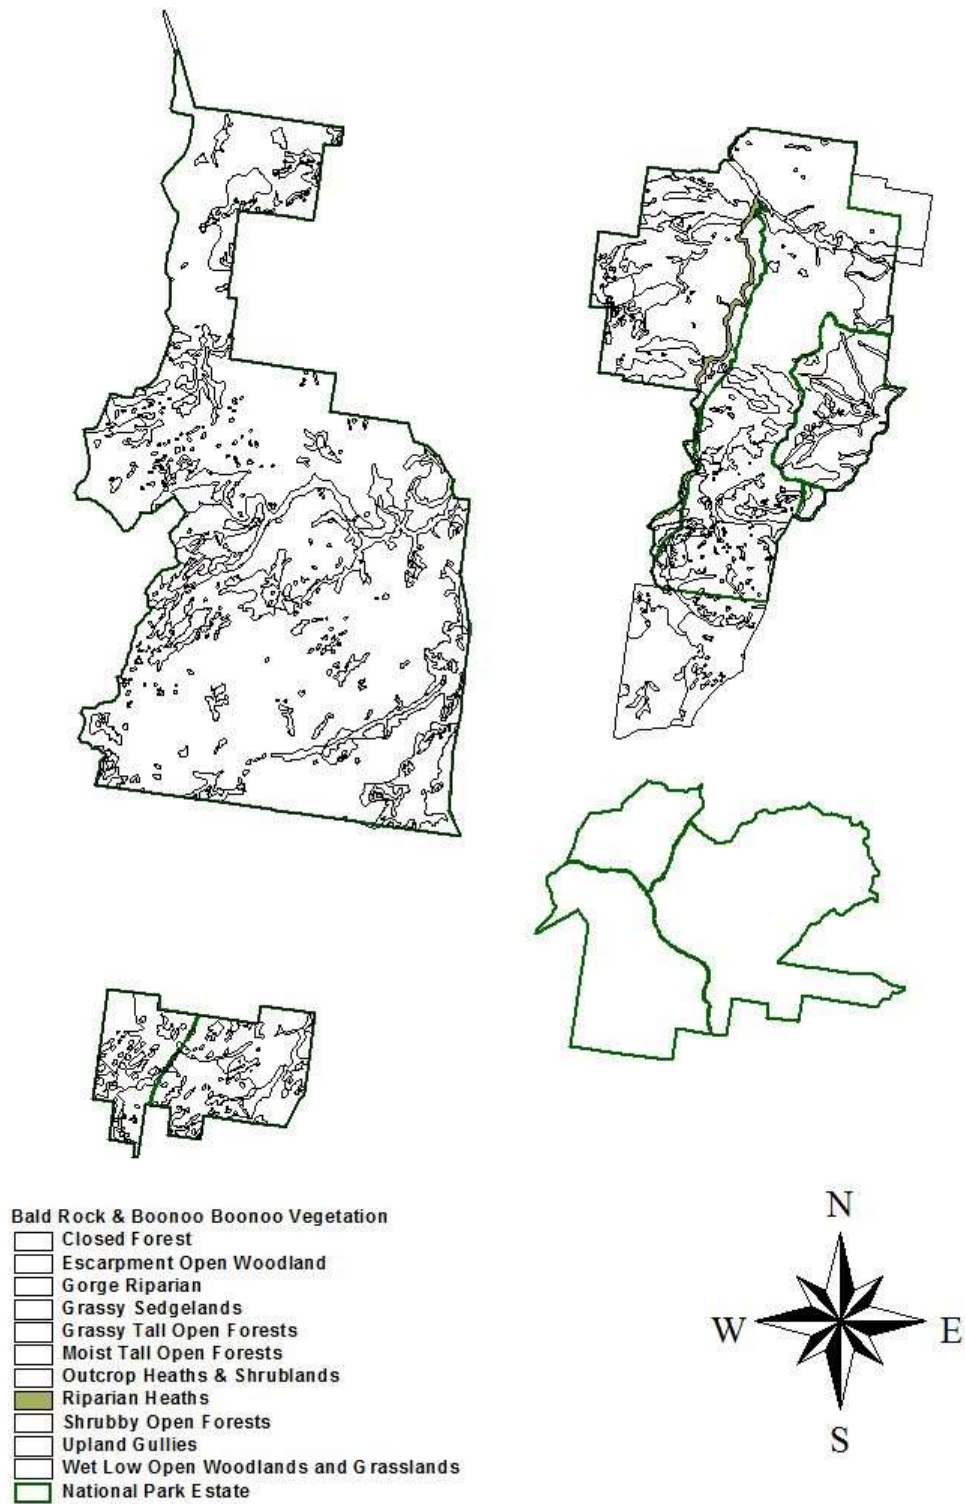 Bald Rock & Boonoo Boonoo Vegetation
Closed Forest
Escarpment Open Woodland
Gorge Riparian
Grassy Sedgelands
Grassy Tall Open Forests
Moist Tall Open Forests
Outcrop Heaths & Shrublands
Riparian Heaths
Shrubby Open Forests
Upland Gullies
Wet Low Open Woodlands and Grasslands
National Park Estate
N
W E
S